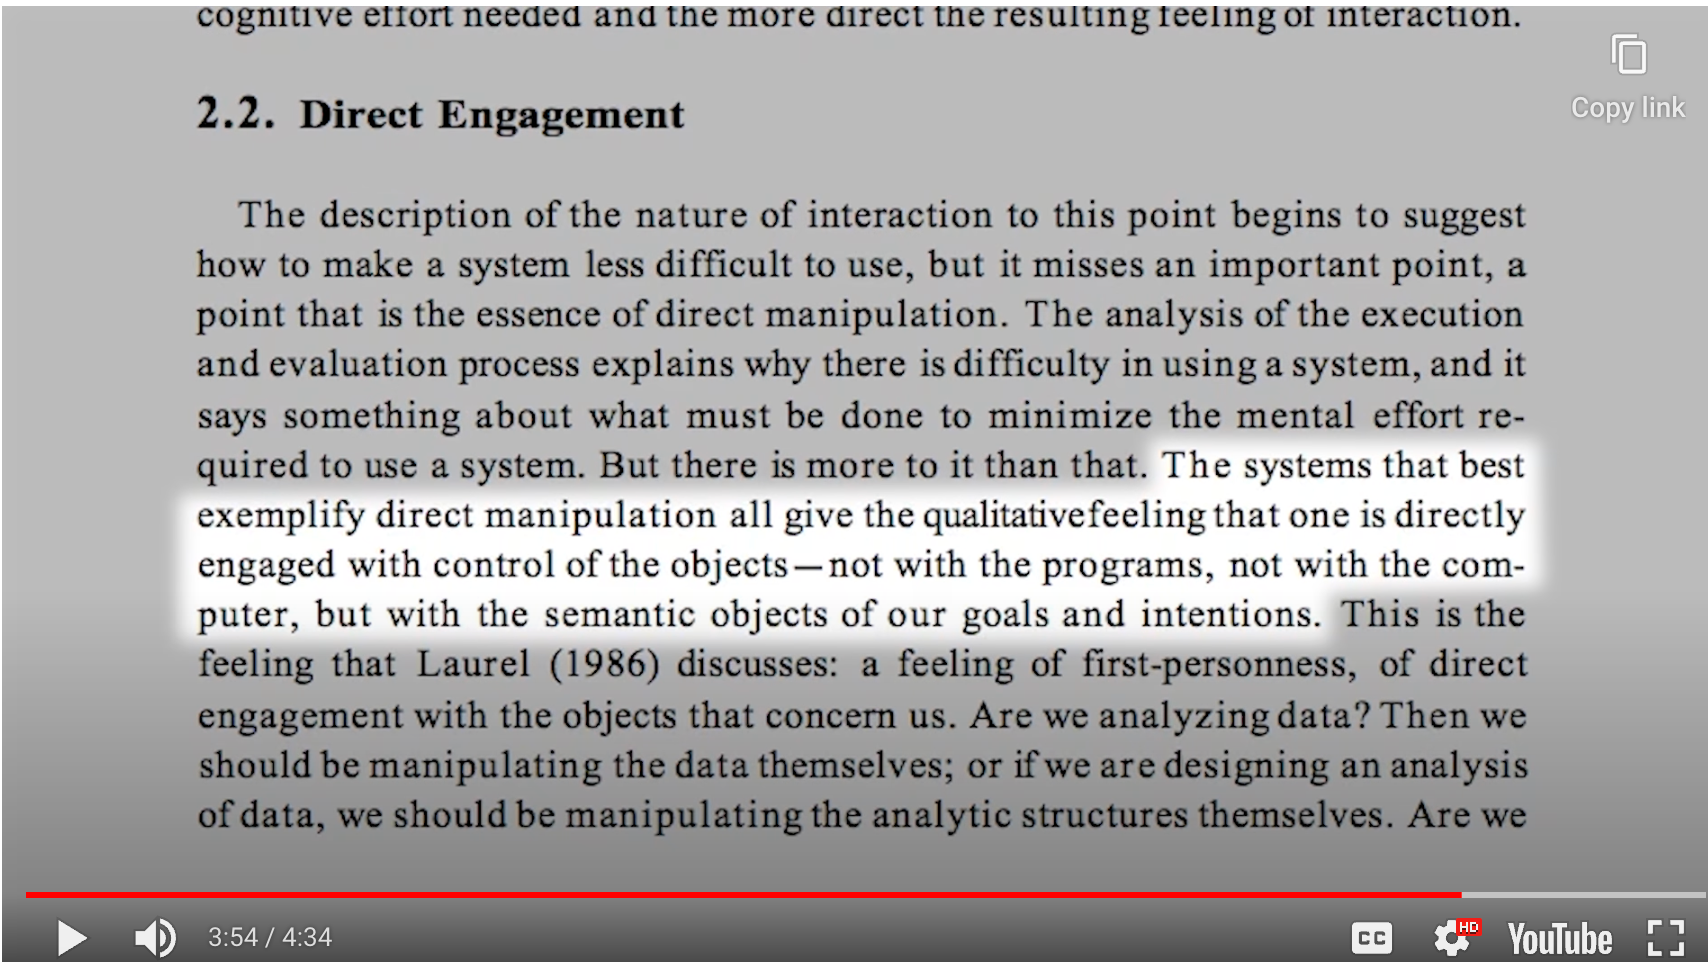 cognitive effort needed and the more direct the resulting feeling of interaction.
Copy link
2.2. Direct Engagement
The description of the nature of interaction to this point begins to suggest
how to make a system less difficult to use, but it misses an important point, a
point that is the essence of direct manipulation. The analysis of the execution
and evaluation process explains why there is difficulty in using a system, and it
says something about what must be done to minimize the mental effort re-
quired to use a system. But there is more to it than that. The systems that best
exemplify direct manipulation all give the qualitative feeling that one is directly
engaged with control of the objects—not with the programs, not with the com-
puter, but with the semantic objects of our goals and intentions. This is the
feeling that Laurel (1986) discusses: a feeling of first-personness, of direct
engagement with the objects that concern us. Are we analyzing data? Then we
should be manipulating the data themselves; or if we are designing an analysis
of data, we should be manipulating the analytic structures themselves. Are we
3:54 / 4:34
CC
HD
YouTube